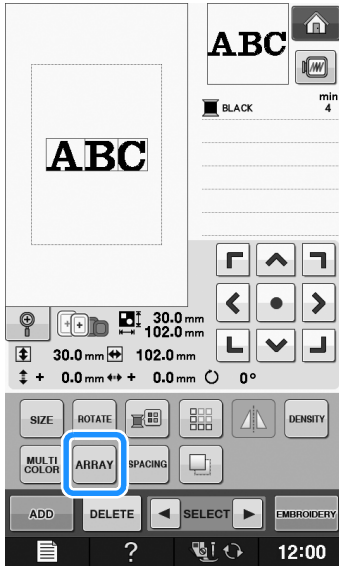 ABC
BLACK
min
4
ABC
30.0 mm
102.0 mm
30.0 mm 102.0 mm
+ 0.0 mm + 0.0 mm 0°
SIZE ROTATE DENSITY
MULTI COLOR ARRAY SPACING
ADD DELETE SELECT EMBROIDERY
? 12:00